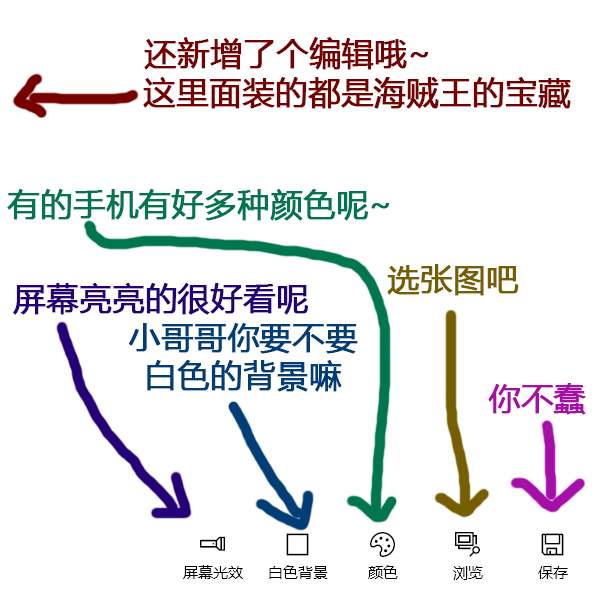 还新增了个编辑哦~
这里面装的都是海贼王的宝藏
有的手机有好多种颜色呢~
选张图吧
屏幕亮亮的很好看呢
小哥哥你要不要
白色的背景嘛
你不蠢
屏幕光效
白色背景
颜色
浏览
保存